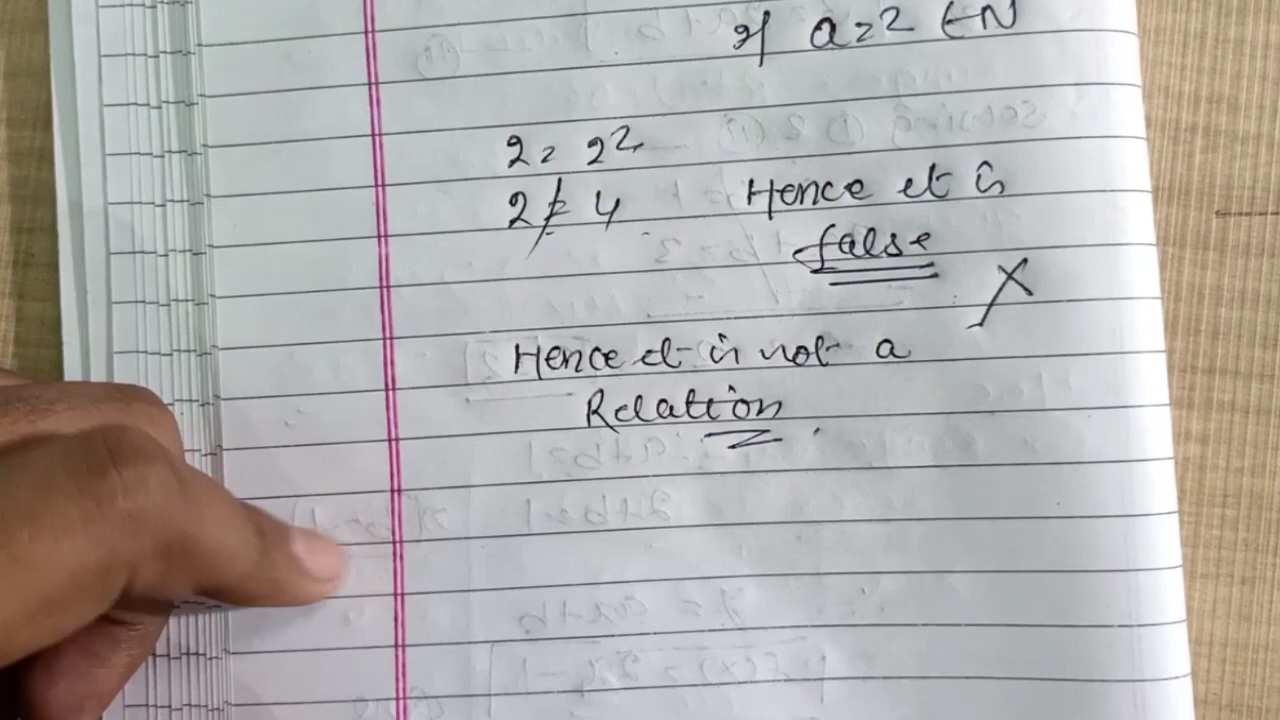 If a = 2 ∈ N
2 = 2²
2 ≠ 4 Hence it is
false
Hence it is not a
Relation.